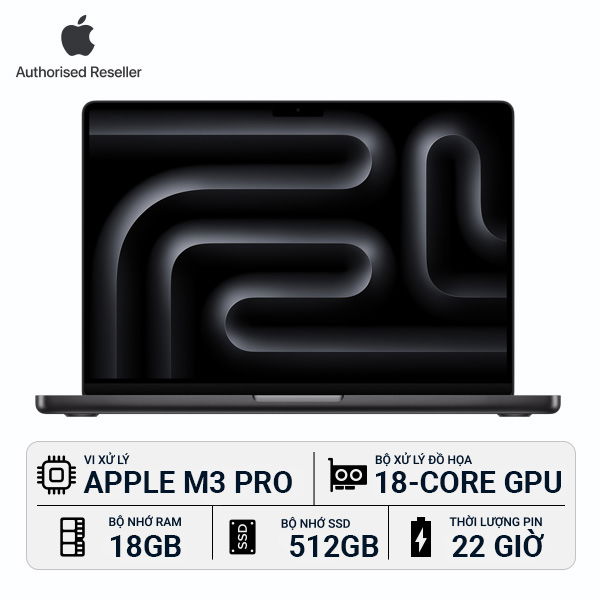 Authorised Reseller
VI XỬ LÝ
APPLE M3 PRO
BỘ XỬ LÝ ĐỒ HỌA
18-CORE GPU
BỘ NHỚ RAM
18GB
SSD
BỘ NHỚ SSD
512GB
THỜI LƯỢNG PIN
22 GIỜ